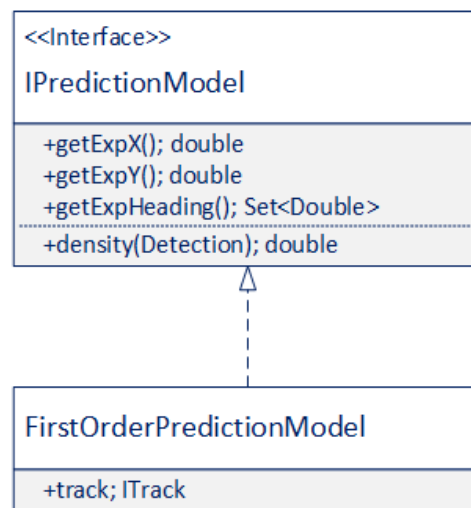 <<Interface>>
IPredictionModel
+getExpX(); double
+getExpY(); double
+getExpHeading(); Set<Double>
+density(Detection); double
FirstOrderPredictionModel
+track; ITrack